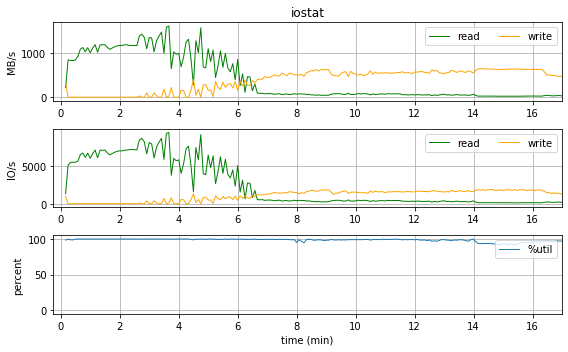 iostat
MB/s
1000
0
read
write
0 2 4 6 8 10 12 14 16
IO/s
5000
0
read
write
0 2 4 6 8 10 12 14 16
percent
100
50
0
%util
0 2 4 6 8 10 12 14 16
time (min)